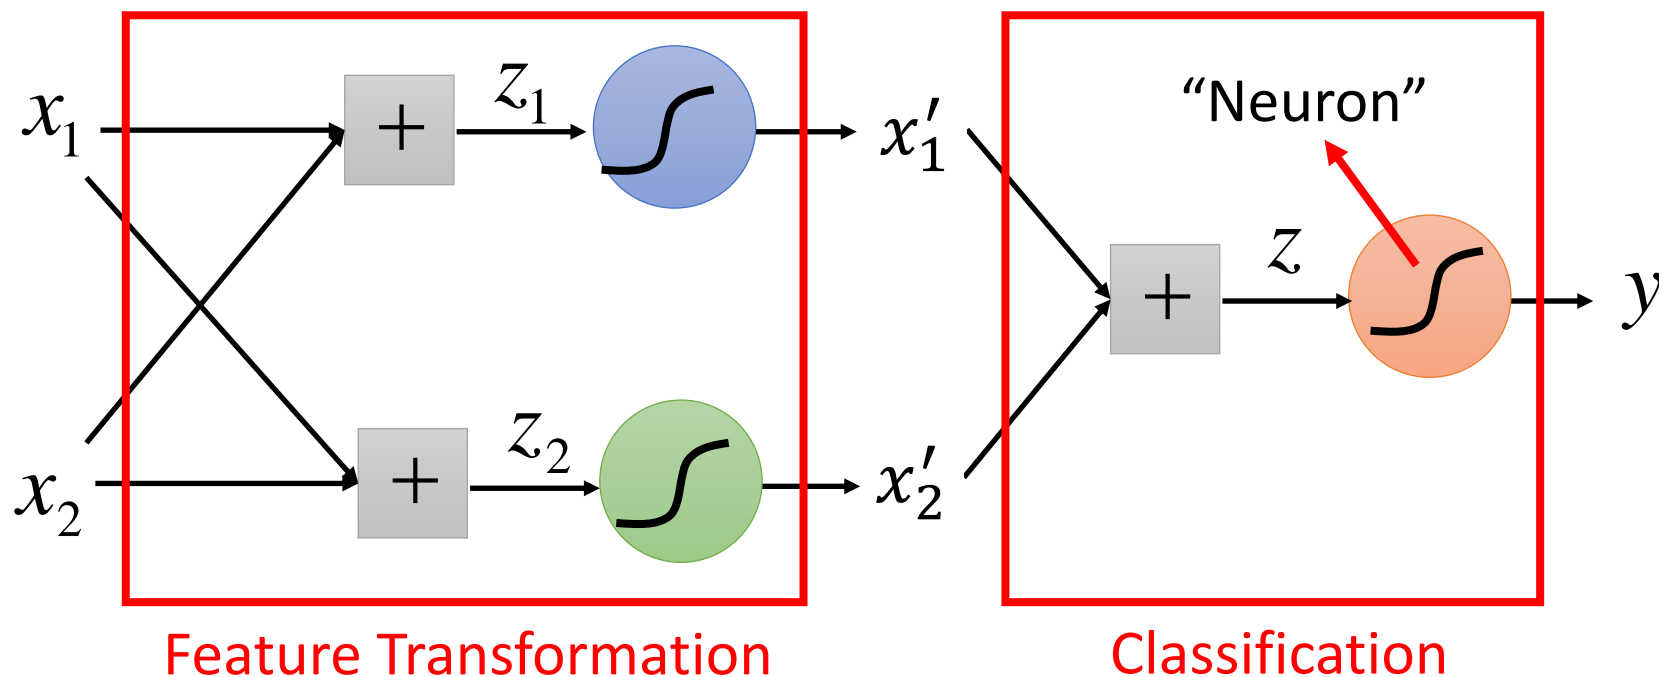 x₁
x₂
+
+
z₁
z₂
x′₁
x′₂
Feature Transformation
“Neuron”
+
z
y
Classification